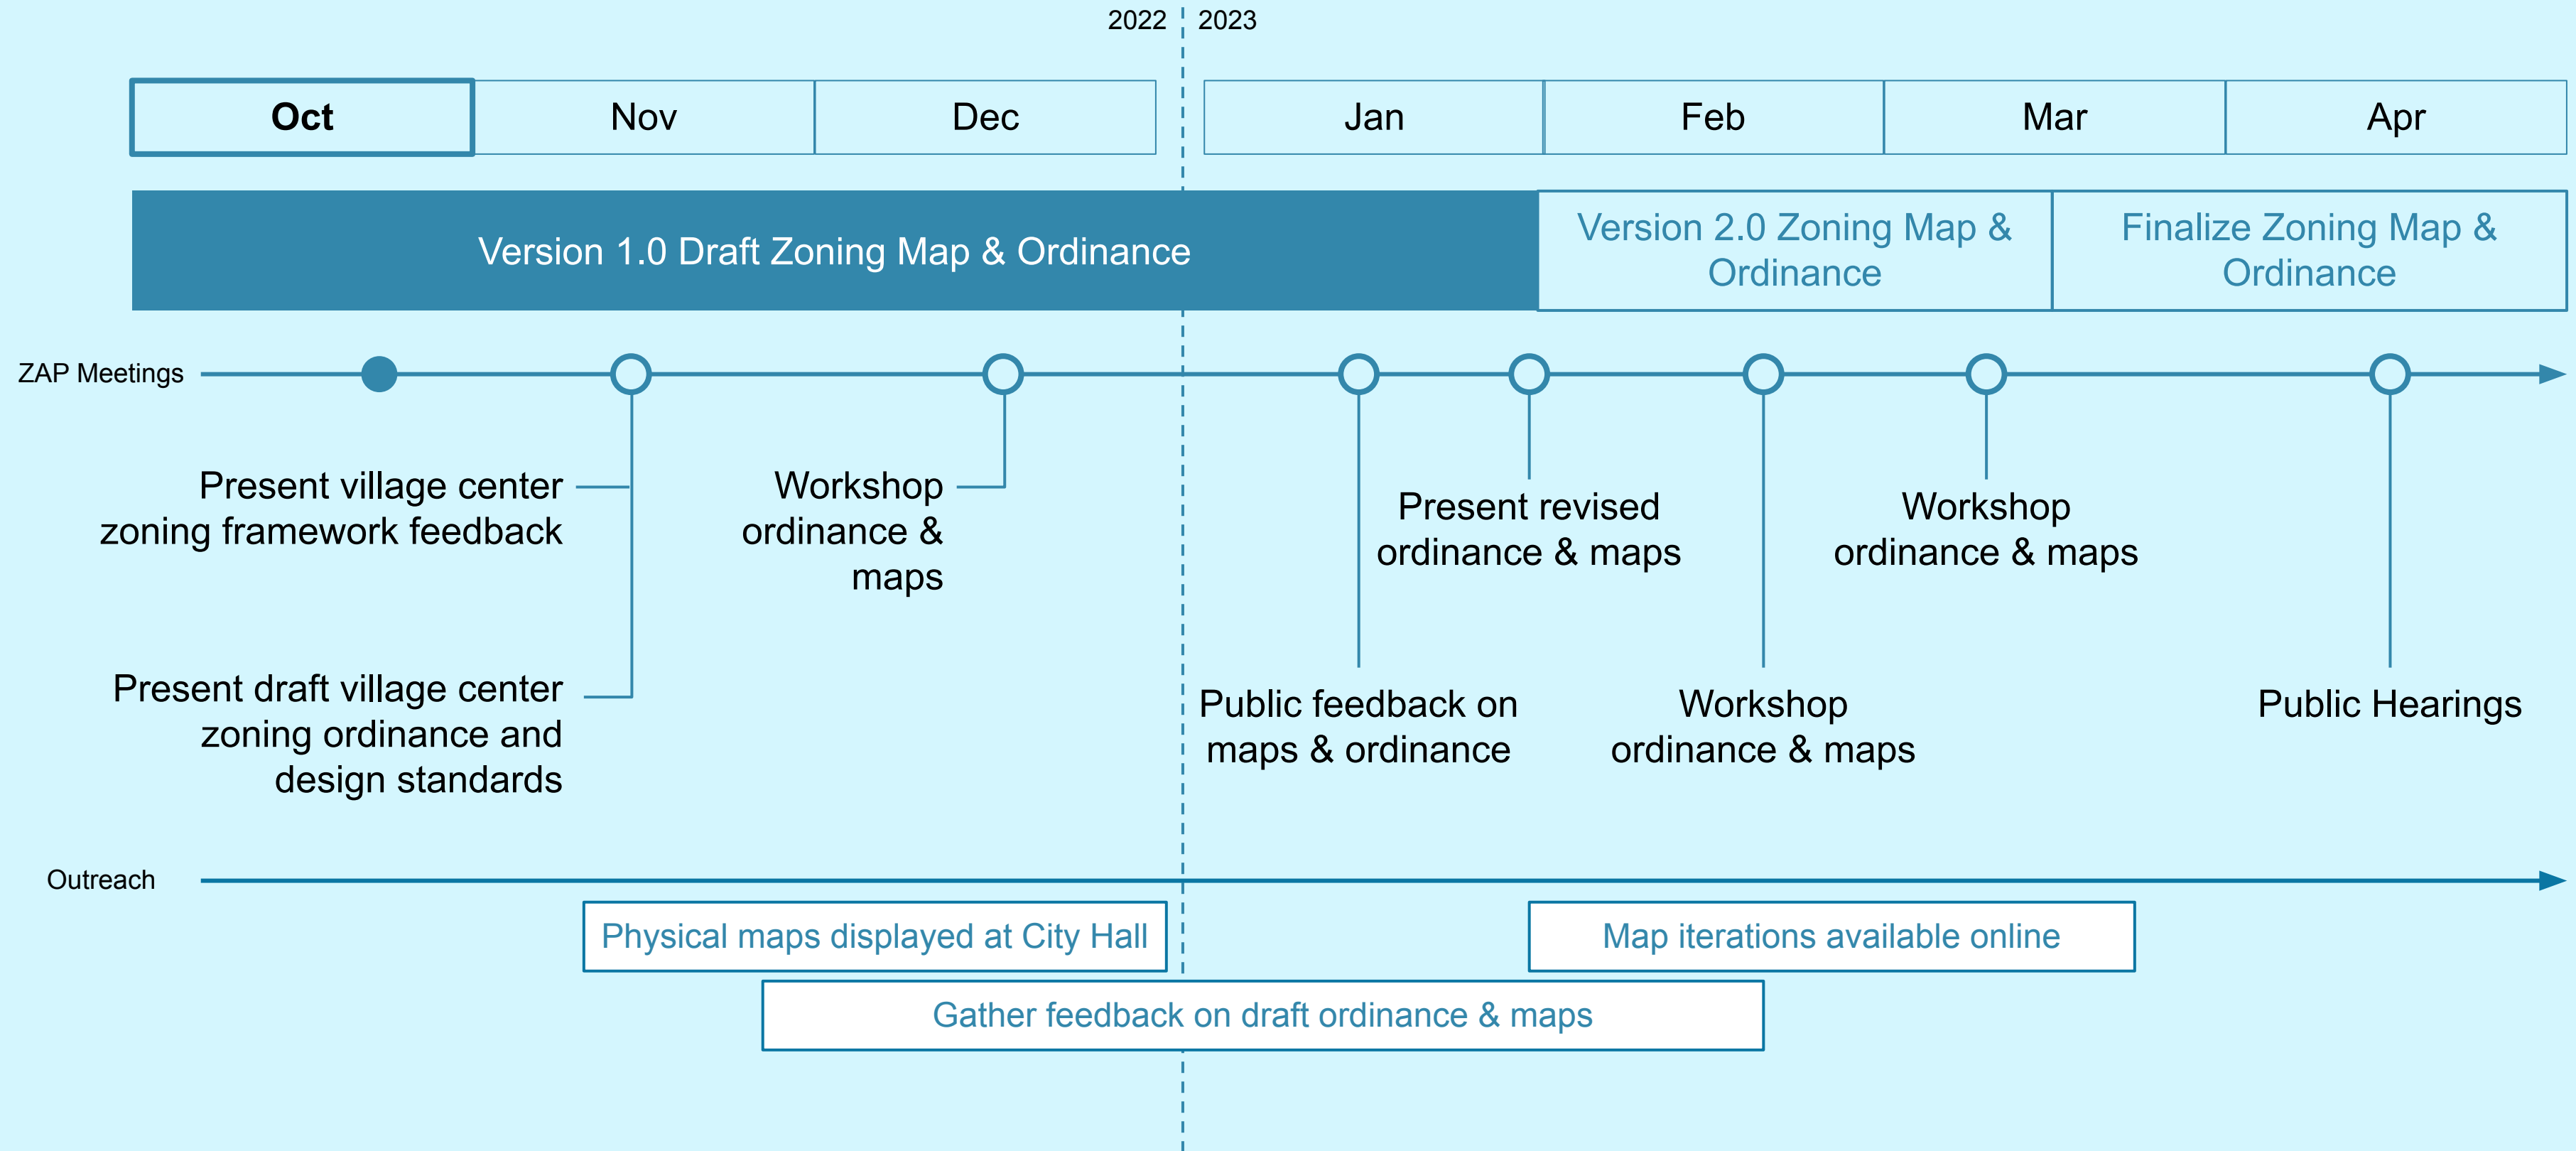 2022
2023
Oct
Nov
Dec
Jan
Feb
Mar
Apr
Version 1.0 Draft Zoning Map & Ordinance
Version 2.0 Zoning Map &
Ordinance
Finalize Zoning Map &
Ordinance
ZAP Meetings
Present village center
zoning framework feedback
Present draft village center
zoning ordinance and
design standards
Workshop
ordinance &
maps
Public feedback on
maps & ordinance
Present revised
ordinance & maps
Workshop
ordinance & maps
Workshop
ordinance & maps
Public Hearings
Outreach
Physical maps displayed at City Hall
Map iterations available online
Gather feedback on draft ordinance & maps